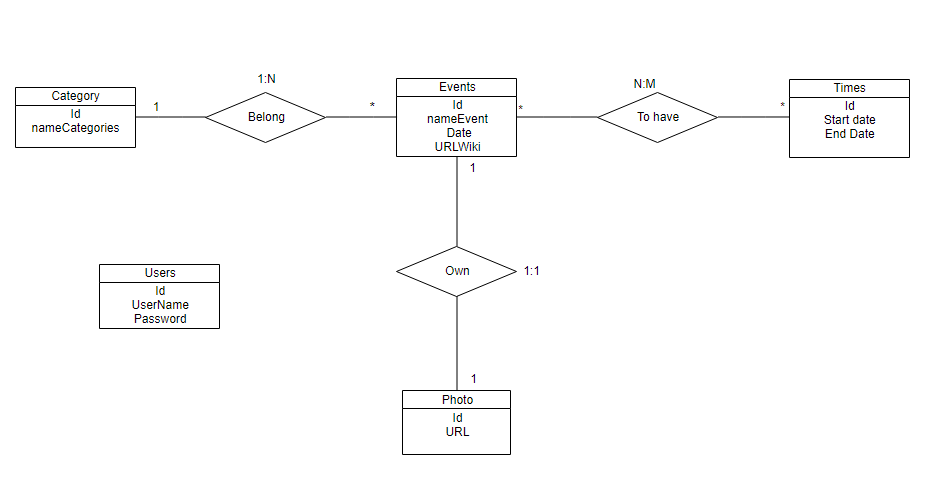 Category
Id
nameCategories
1
1:N
Belong
*
Events
Id
nameEvent
Date
URLWiki
*
N:M
To have
*
Times
Id
Start date
End Date
1
Own
1:1
1
Photo
Id
URL
Users
Id
UserName
Password